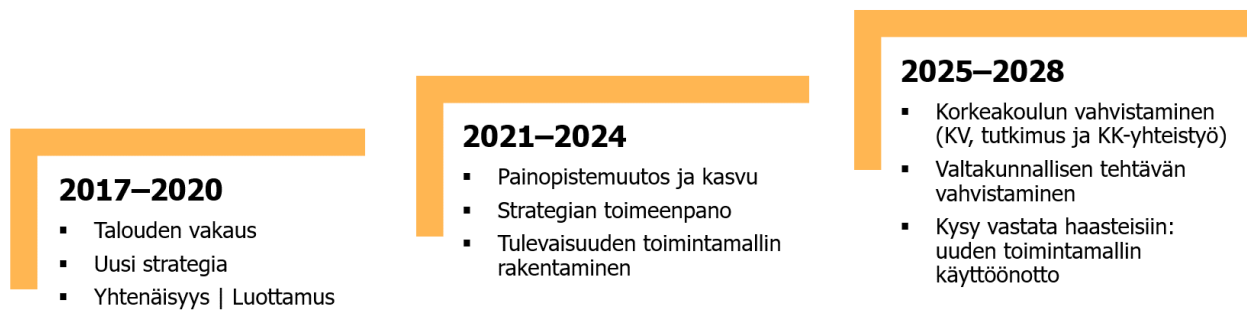 2017–2020
▪ Talouden vakaus
▪ Uusi strategia
▪ Yhtenäisyys | Luottamus
2021–2024
▪ Painopistemuutos ja kasvu
▪ Strategian toimeenpano
▪ Tulevaisuuden toimintamallin
rakentaminen
2025–2028
▪ Korkeakoulun vahvistaminen
(KV, tutkimus ja KK-yhteistyö)
▪ Valtakunnallisen tehtävän
vahvistaminen
▪ Kysy vastata haasteisiin:
uuden toimintamallin
käyttöönotto